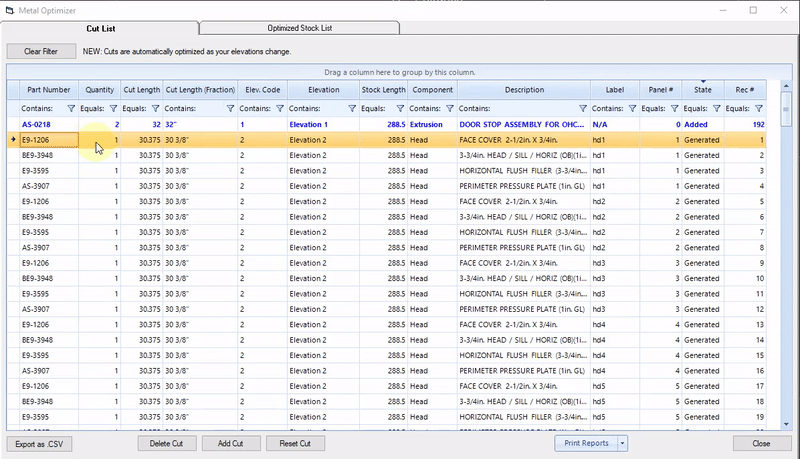 Metal Optimizer
Cut List
Optimized Stock List
Clear Filter NEW: Cuts are automatically optimized as your elevations change.
Drag a column here to group by this column.
Part Number Quantity Cut Length Cut Length (Fraction) Elev. Code Elevation Stock Length Component Description Label Panel # State Rec #
Contains: Equals: Equals: Contains: Contains: Contains: Equals: Contains: Contains: Contains: Equals: Equals: Equals:
AS-0218 2 32 32" 1 Elevation 1 288.5 Extrusion DOOR STOP ASSEMBLY FOR OHC... N/A 0 Added 192
E9-1206 1 30.375 30 3/8" 2 Elevation 2 288.5 Head FACE COVER 2-1/2in. X 3/4in. hd1 1 Generated 1
BE9-3948 1 30.375 30 3/8" 2 Elevation 2 288.5 Head 3-3/4in. HEAD / SILL / HORIZ (OB)(1i... hd1 1 Generated 2
E9-3595 1 30.375 30 3/8" 2 Elevation 2 288.5 Head HORIZONTAL FLUSH FILLER (3-3/4in... hd1 1 Generated 3
AS-3907 1 30.375 30 3/8" 2 Elevation 2 288.5 Head PERIMETER PRESSURE PLATE (1in. GL) hd1 1 Generated 4
E9-1206 1 30.375 30 3/8" 2 Elevation 2 288.5 Head FACE COVER 2-1/2in. X 3/4in. hd2 2 Generated 5
BE9-3948 1 30.375 30 3/8" 2 Elevation 2 288.5 Head 3-3/4in. HEAD / SILL / HORIZ (OB)(1i... hd2 2 Generated 6
E9-3595 1 30.375 30 3/8" 2 Elevation 2 288.5 Head HORIZONTAL FLUSH FILLER (3-3/4in... hd2 2 Generated 7
AS-3907 1 30.375 30 3/8" 2 Elevation 2 288.5 Head PERIMETER PRESSURE PLATE (1in. GL) hd2 2 Generated 8
E9-1206 1 30.375 30 3/8" 2 Elevation 2 288.5 Head FACE COVER 2-1/2in. X 3/4in. hd3 3 Generated 9
BE9-3948 1 30.375 30 3/8" 2 Elevation 2 288.5 Head 3-3/4in. HEAD / SILL / HORIZ (OB)(1i... hd3 3 Generated 10
E9-3595 1 30.375 30 3/8" 2 Elevation 2 288.5 Head HORIZONTAL FLUSH FILLER (3-3/4in... hd3 3 Generated 11
AS-3907 1 30.375 30 3/8" 2 Elevation 2 288.5 Head PERIMETER PRESSURE PLATE (1in. GL) hd3 3 Generated 12
E9-1206 1 30.375 30 3/8" 2 Elevation 2 288.5 Head FACE COVER 2-1/2in. X 3/4in. hd4 4 Generated 13
BE9-3948 1 30.375 30 3/8" 2 Elevation 2 288.5 Head 3-3/4in. HEAD / SILL / HORIZ (OB)(1i... hd4 4 Generated 14
E9-3595 1 30.375 30 3/8" 2 Elevation 2 288.5 Head HORIZONTAL FLUSH FILLER (3-3/4in... hd4 4 Generated 15
AS-3907 1 30.375 30 3/8" 2 Elevation 2 288.5 Head PERIMETER PRESSURE PLATE (1in. GL) hd4 4 Generated 16
E9-1206 1 30.375 30 3/8" 2 Elevation 2 288.5 Head FACE COVER 2-1/2in. X 3/4in. hd5 5 Generated 17
BE9-3948 1 30.375 30 3/8" 2 Elevation 2 288.5 Head 3-3/4in. HEAD / SILL / HORIZ (OB)(1i... hd5 5 Generated 18
E9-3595 1 30.375 30 3/8" 2 Elevation 2 288.5 Head HORIZONTAL FLUSH FILLER (3-3/4in... hd5 5 Generated 19
AS-3907 1 30.375 30 3/8" 2 Elevation 2 288.5 Head PERIMETER PRESSURE PLATE (1in. GL) hd5 5 Generated 20
Export as .CSV Delete Cut Add Cut Reset Cut Print Reports Close